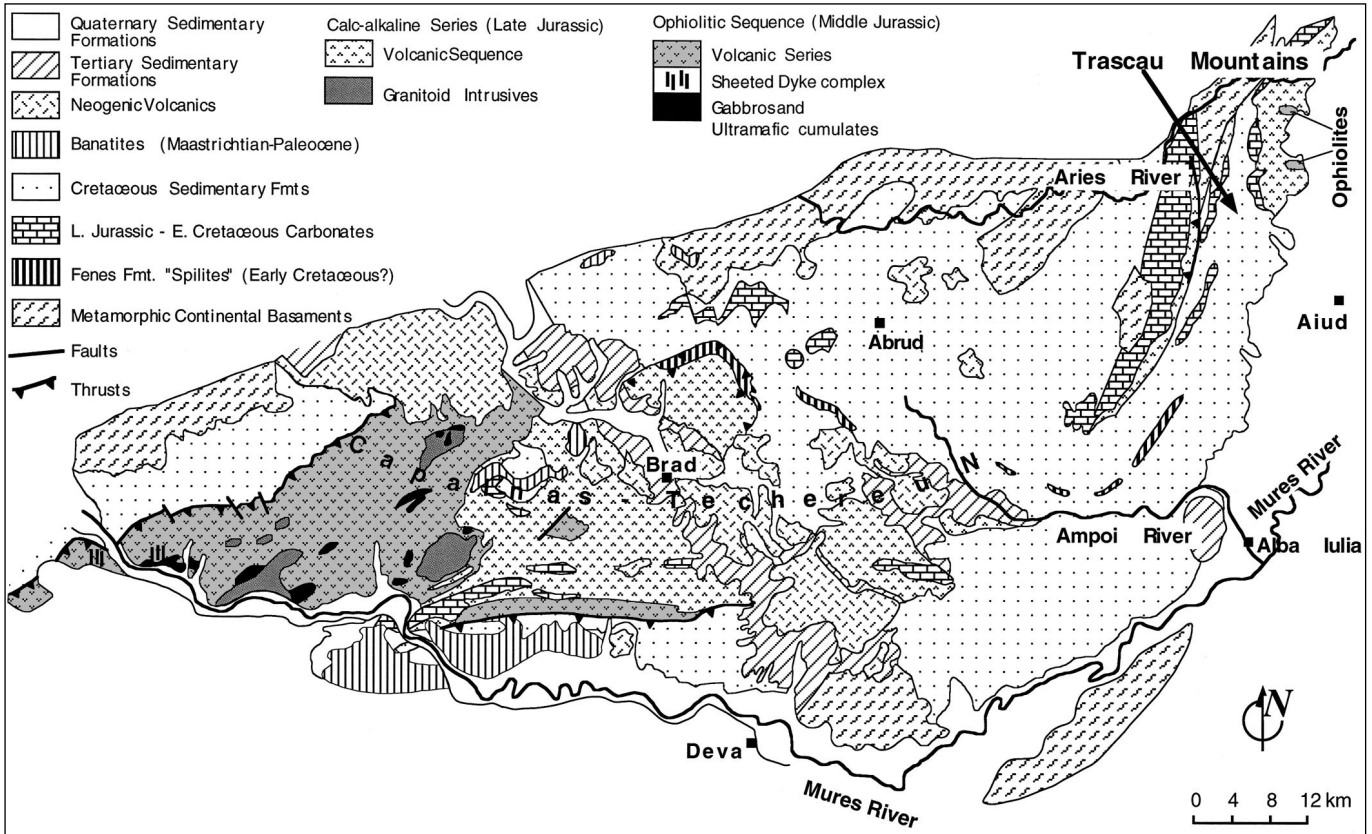 Quaternary Sedimentary
Formations
Tertiary Sedimentary
Formations
Neogenic Volcanics
Banatites (Maastrichtian-Paleocene)
Cretaceous Sedimentary Fmts
L. Jurassic - E. Cretaceous Carbonates
Fenes Fmt. "Spilites" (Early Cretaceous?)
Metamorphic Continental Basaments
Faults
Thrusts
Calc-alkaline Series (Late Jurassic)
Volcanic Sequence
Granitoid Intrusives
Ophiolitic Sequence (Middle Jurassic)
Volcanic Series
Sheeted Dyke complex
Gabbrosand
Ultramafic cumulates
Trascau Mountains
Ophiolites
Aries River
Aiud
Abrud
Brad
Capalnas - Techereu
N
Ampoi River
Mures River
Alba Iulia
Deva
Mures River
N
0 4 8 12 km